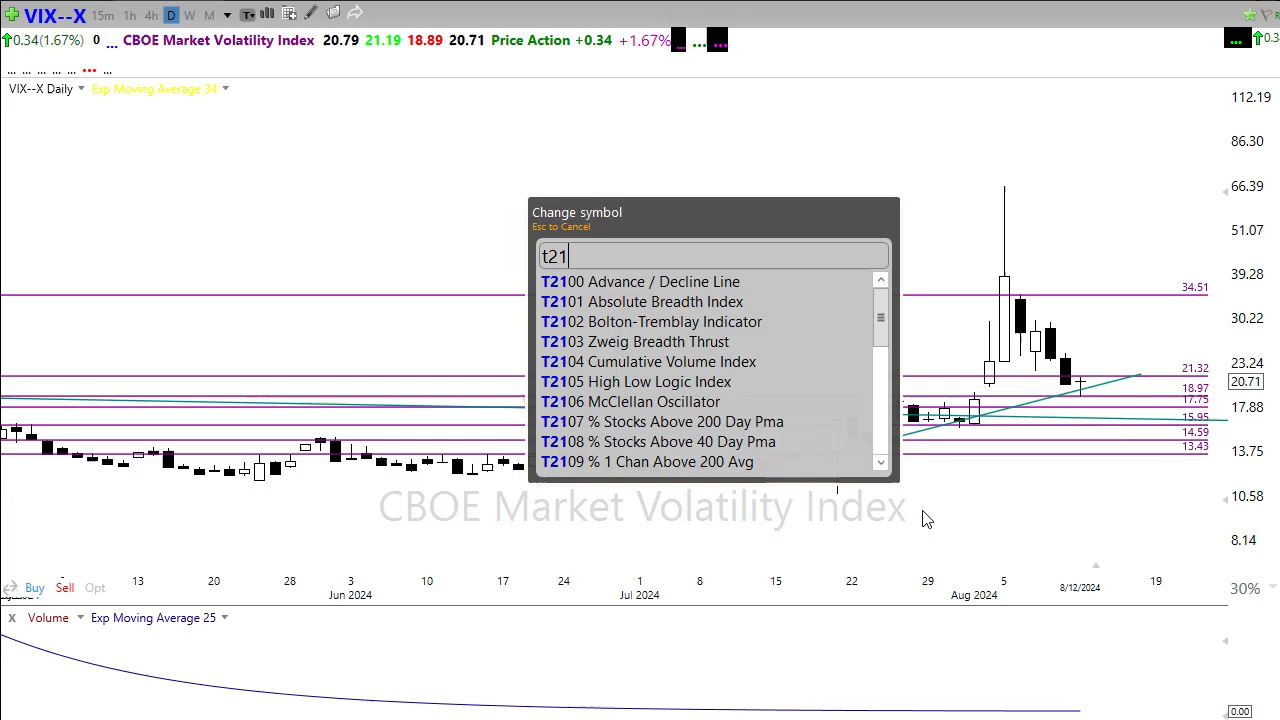 VIX--X 15m 1h 4h D W M
0.34(1.67%) 0 ... CBOE Market Volatility Index 20.79 21.19 18.89 20.71 Price Action +0.34 +1.67% ... ... ... ... 0.3
... ... ... ... ... ... ...
VIX--X Daily Exp Moving Average 34
112.19
86.30
66.39
51.07
39.28
34.51
30.22
23.24
21.32
20.71
18.97
17.75
17.88
15.95
14.59
13.43
13.75
10.58
8.14
Change symbol
Esc to Cancel
t21
T2100 Advance / Decline Line
T2101 Absolute Breadth Index
T2102 Bolton-Tremblay Indicator
T2103 Zweig Breadth Thrust
T2104 Cumulative Volume Index
T2105 High Low Logic Index
T2106 McClellan Oscillator
T2107 % Stocks Above 200 Day Pma
T2108 % Stocks Above 40 Day Pma
T2109 % 1 Chan Above 200 Avg
CBOE Market Volatility Index
13 20 28 3 10 17 24 1 8 15 22 29 5 19
Buy Sell Opt
Jun 2024 Jul 2024 Aug 2024 8/12/2024
30%
X Volume Exp Moving Average 25
0.00